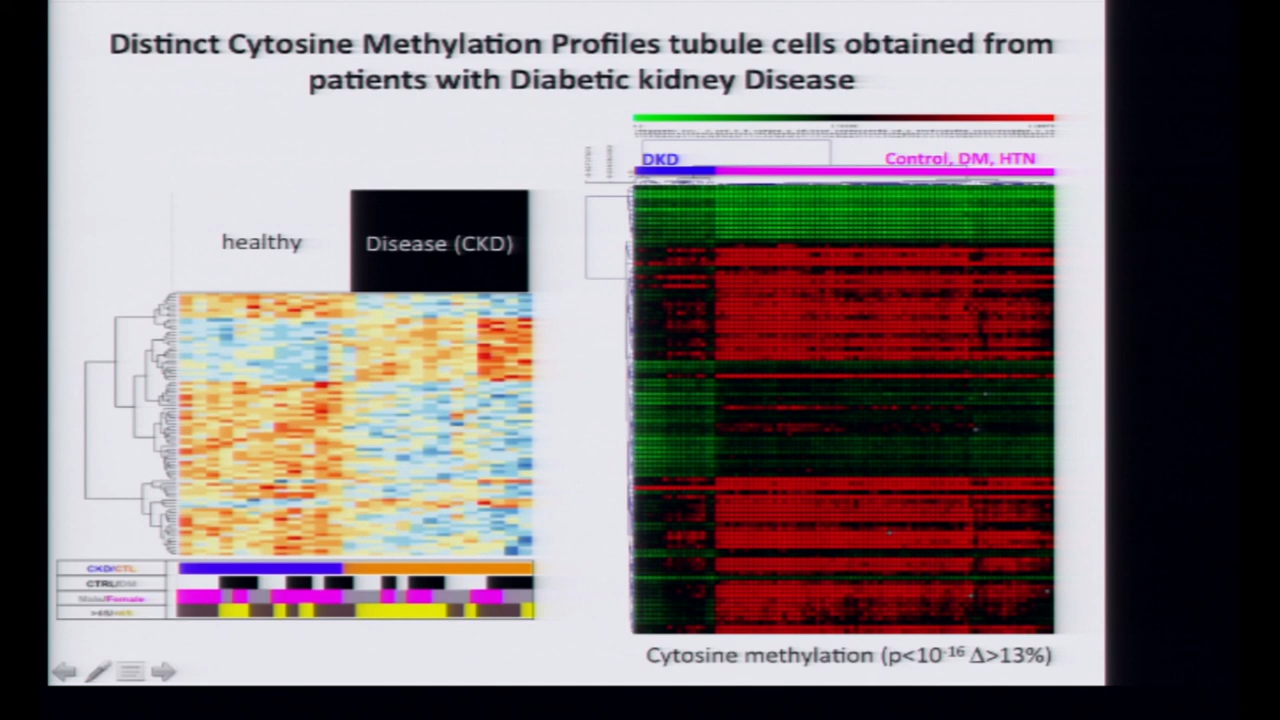 Distinct Cytosine Methylation Profiles tubule cells obtained from
patients with Diabetic kidney Disease
DKD
Control, DM, HTN
healthy
Disease (CKD)
CKD/CTL
CTRL/DM
Male/Female
Cytosine methylation (p<10-16 Δ>13%)